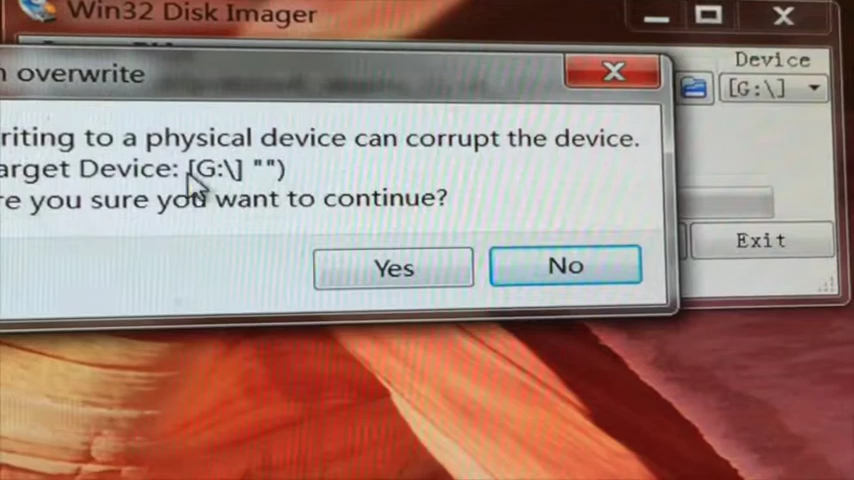 Win32 Disk Imager
Device
overwrite
[G:\]
riting to a physical device can corrupt the device.
arget Device: [G:\] "")
re you sure you want to continue?
Yes
No
Exit